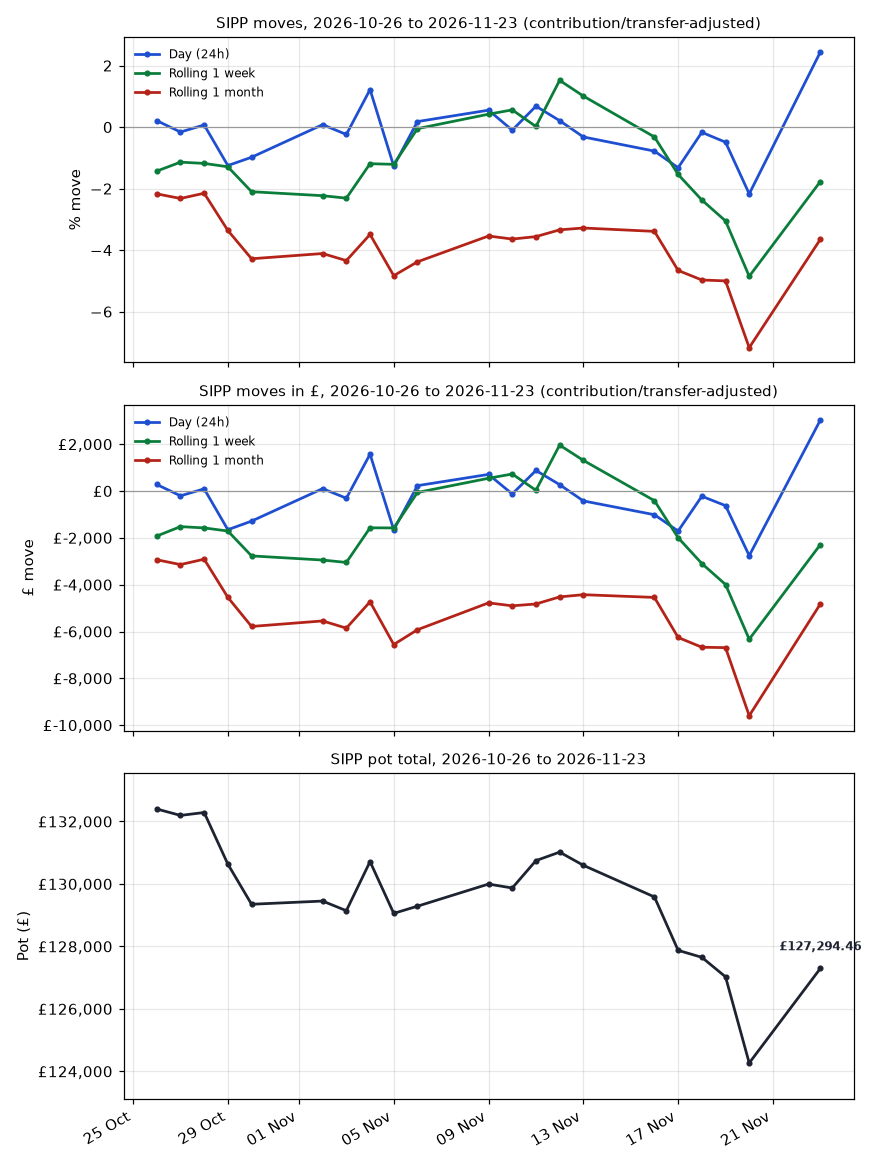 SIPP moves, 2026-10-26 to 2026-11-23 (contribution/transfer-adjusted)
Day (24h)
Rolling 1 week
Rolling 1 month
% move
2
0
−2
−4
−6
SIPP moves in £, 2026-10-26 to 2026-11-23 (contribution/transfer-adjusted)
Day (24h)
Rolling 1 week
Rolling 1 month
£ move
£2,000
£0
£-2,000
£-4,000
£-6,000
£-8,000
£-10,000
SIPP pot total, 2026-10-26 to 2026-11-23
Pot (£)
£132,000
£130,000
£128,000
£126,000
£124,000
£127,294.46
25 Oct
29 Oct
01 Nov
05 Nov
09 Nov
13 Nov
17 Nov
21 Nov